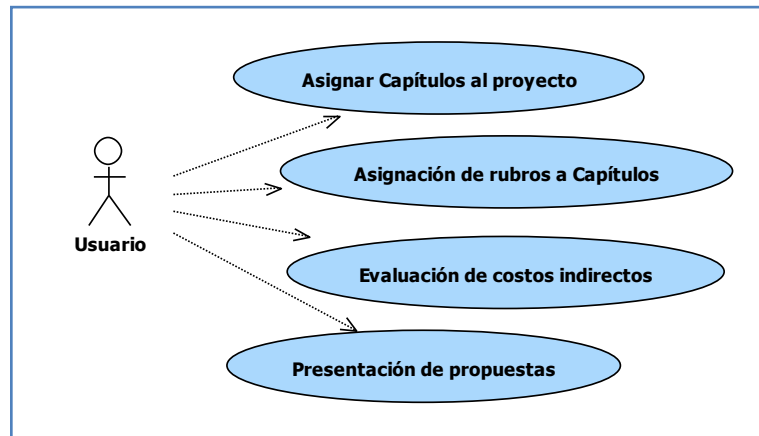 Asignar Capítulos al proyecto
Asignación de rubros a Capítulos
Usuario
Evaluación de costos indirectos
Presentación de propuestas